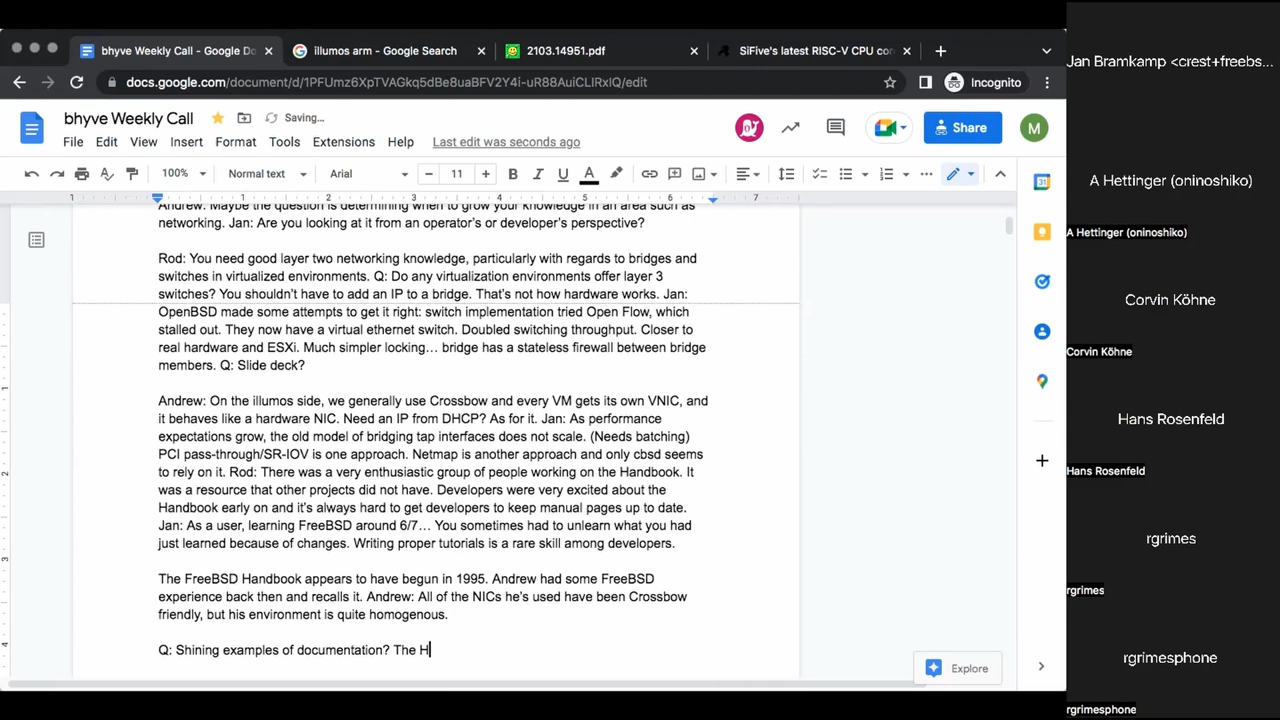 bhyve Weekly Call - Google Do
illumos arm - Google Search
2103.14951.pdf
SiFive's latest RISC-V CPU cor
docs.google.com/document/d/1PFUmz6XpTVAGkq5dBe8uaBFV2Y4i-uR88AuiCLlRxlQ/edit
Incognito
bhyve Weekly Call
Saving...
File Edit View Insert Format Tools Extensions Help Last edit was seconds ago
Share
M
100% Normal text Arial 11
1 1 2 3 4 5 6 7
Andrew: Maybe the question is determining when to grow your knowledge in an area such as
networking. Jan: Are you looking at it from an operator's or developer's perspective?
Rod: You need good layer two networking knowledge, particularly with regards to bridges and
switches in virtualized environments. Q: Do any virtualization environments offer layer 3
switches? You shouldn't have to add an IP to a bridge. That's not how hardware works. Jan:
OpenBSD made some attempts to get it right: switch implementation tried Open Flow, which
stalled out. They now have a virtual ethernet switch. Doubled switching throughput. Closer to
real hardware and ESXi. Much simpler locking… bridge has a stateless firewall between bridge
members. Q: Slide deck?
Andrew: On the illumos side, we generally use Crossbow and every VM gets its own VNIC, and
it behaves like a hardware NIC. Need an IP from DHCP? As for it. Jan: As performance
expectations grow, the old model of bridging tap interfaces does not scale. (Needs batching)
PCI pass-through/SR-IOV is one approach. Netmap is another approach and only cbsd seems
to rely on it. Rod: There was a very enthusiastic group of people working on the Handbook. It
was a resource that other projects did not have. Developers were very excited about the
Handbook early on and it's always hard to get developers to keep manual pages up to date.
Jan: As a user, learning FreeBSD around 6/7… You sometimes had to unlearn what you had
just learned because of changes. Writing proper tutorials is a rare skill among developers.
The FreeBSD Handbook appears to have begun in 1995. Andrew had some FreeBSD
experience back then and recalls it. Andrew: All of the NICs he's used have been Crossbow
friendly, but his environment is quite homogenous.
Q: Shining examples of documentation? The H
1
2
3
4
Explore
Jan Bramkamp <crest+freebs...
A Hettinger (oninoshiko)
A Hettinger (oninoshiko)
Corvin Köhne
Corvin Köhne
Hans Rosenfeld
Hans Rosenfeld
rgrimes
rgrimes
rgrimesphone
rgrimesphone